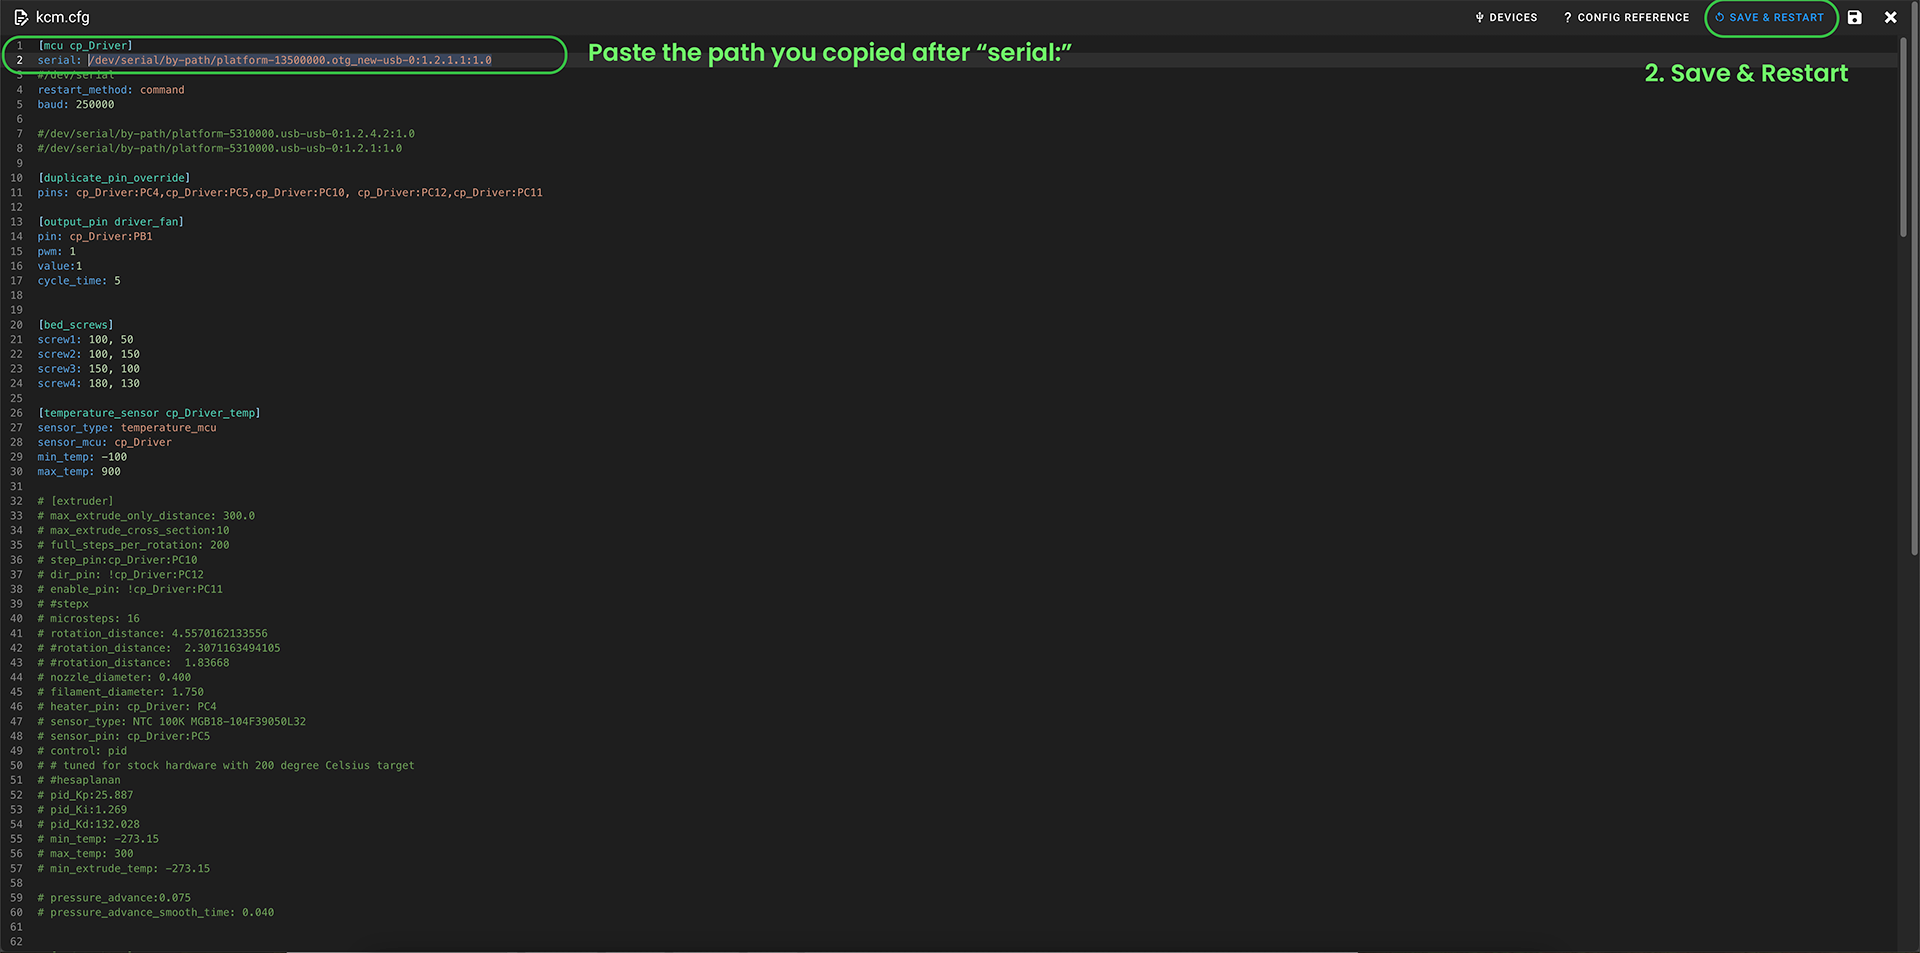 kcm.cfg
DEVICES
? CONFIG REFERENCE
SAVE & RESTART
Paste the path you copied after “serial:”
2. Save & Restart
1 [mcu cp_Driver]
2 serial: /dev/serial/by-path/platform-13500000.otg_new-usb-0:1.2.1.1:1.0
3 #/dev/serial
4 restart_method: command
5 baud: 250000
6
7 #/dev/serial/by-path/platform-5310000.usb-usb-0:1.2.4.2:1.0
8 #/dev/serial/by-path/platform-5310000.usb-usb-0:1.2.1:1.0
9
10 [duplicate_pin_override]
11 pins: cp_Driver:PC4,cp_Driver:PC5,cp_Driver:PC10, cp_Driver:PC12,cp_Driver:PC11
12
13 [output_pin driver_fan]
14 pin: cp_Driver:PB1
15 pwm: 1
16 value:1
17 cycle_time: 5
18
19
20 [bed_screws]
21 screw1: 100, 50
22 screw2: 100, 150
23 screw3: 150, 100
24 screw4: 180, 130
25
26 [temperature_sensor cp_Driver_temp]
27 sensor_type: temperature_mcu
28 sensor_mcu: cp_Driver
29 min_temp: -100
30 max_temp: 900
31
32 # [extruder]
33 # max_extrude_only_distance: 300.0
34 # max_extrude_cross_section:10
35 # full_steps_per_rotation: 200
36 # step_pin:cp_Driver:PC10
37 # dir_pin: !cp_Driver:PC12
38 # enable_pin: !cp_Driver:PC11
39 # #stepx
40 # microsteps: 16
41 # rotation_distance: 4.5570162133556
42 # #rotation_distance:  2.3071163494105
43 # #rotation_distance:  1.83668
44 # nozzle_diameter: 0.400
45 # filament_diameter: 1.750
46 # heater_pin: cp_Driver: PC4
47 # sensor_type: NTC 100K MGB18-104F39050L32
48 # sensor_pin: cp_Driver:PC5
49 # control: pid
50 # # tuned for stock hardware with 200 degree Celsius target
51 # #hesaplanan
52 # pid_Kp:25.887
53 # pid_Ki:1.269
54 # pid_Kd:132.028
55 # min_temp: -273.15
56 # max_temp: 300
57 # min_extrude_temp: -273.15
58
59 # pressure_advance:0.075
60 # pressure_advance_smooth_time: 0.040
61
62